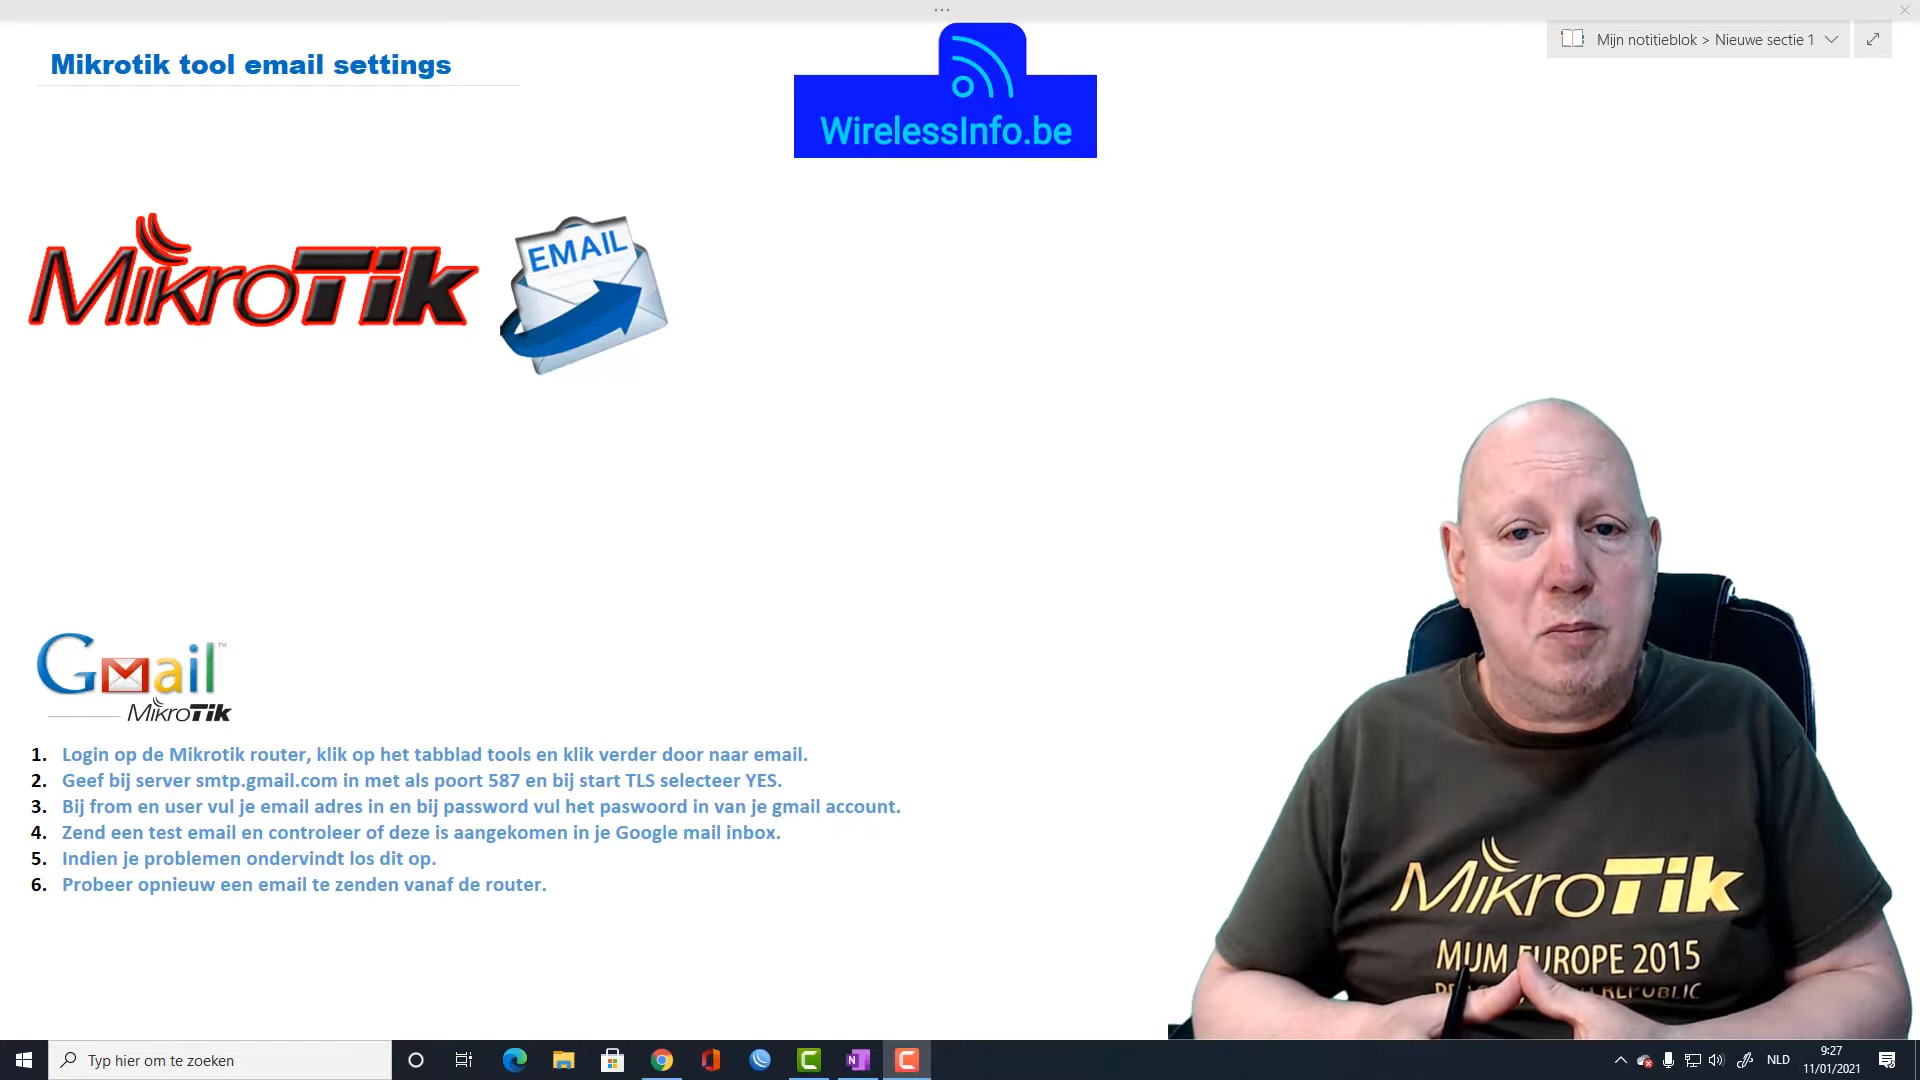 Mikrotik tool email settings
WirelessInfo.be
Mijn notitieblok > Nieuwe sectie 1
MikroTik
EMAIL
Gmail™
MikroTik
1. Login op de Mikrotik router, klik op het tabblad tools en klik verder door naar email.
2. Geef bij server smtp.gmail.com in met als poort 587 en bij start TLS selecteer YES.
3. Bij from en user vul je email adres in en bij password vul het paswoord in van je gmail account.
4. Zend een test email en controleer of deze is aangekomen in je Google mail inbox.
5. Indien je problemen ondervindt los dit op.
6. Probeer opnieuw een email te zenden vanaf de router.
MikroTik
MUM EUROPE 2015
REPUBLIC
Typ hier om te zoeken
NLD
9:27
11/01/2021